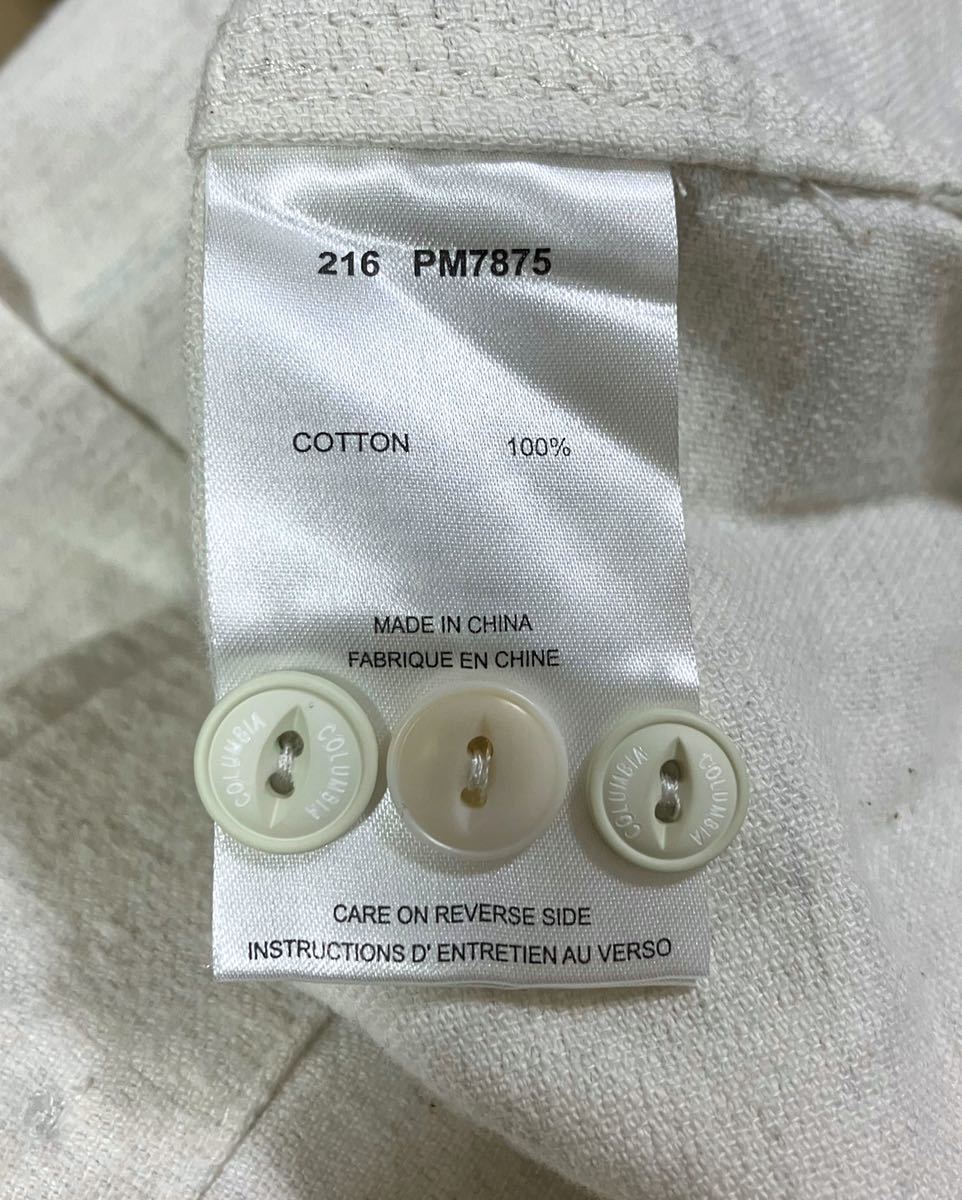 216 PM7875
COTTON 100%
MADE IN CHINA
FABRIQUE EN CHINE
COLUMBIA COLUMBIA
COLUMBIA COLUMBIA
CARE ON REVERSE SIDE
INSTRUCTIONS D' ENTRETIEN AU VERSO